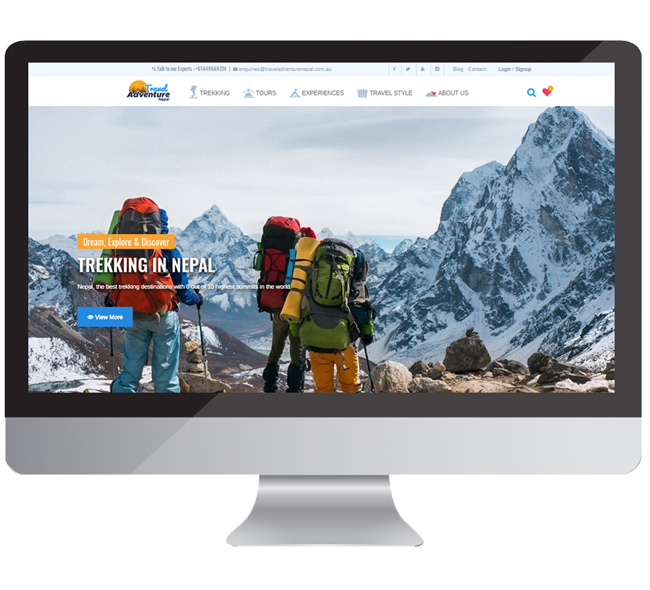 Talk to our Experts : +61449669224 | enquiries@traveladventurenepal.com.au
Blog Contact Login / Signup
Travel
Adventure
Nepal
TREKKING TOURS EXPERIENCES TRAVEL STYLE ABOUT US
Dream, Explore & Discover
TREKKING IN NEPAL
Nepal, the best trekking destinations with 8 out of 10 highest summits in the world.
View More